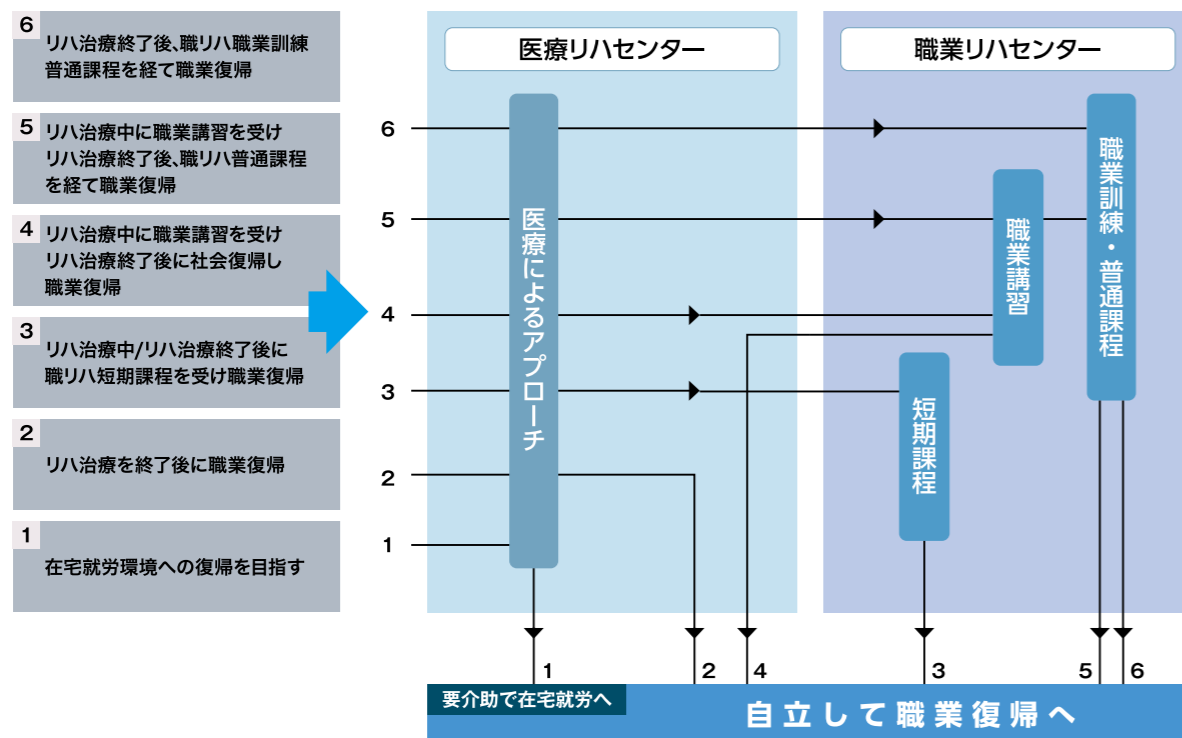 6
リハ治療終了後、職リハ職業訓練
普通課程を経て職業復帰
5
リハ治療中に職業講習を受け
リハ治療終了後、職リハ普通課程
を経て職業復帰
4
リハ治療中に職業講習を受け
リハ治療終了後に社会復帰し
職業復帰
3
リハ治療中/リハ治療終了後に
職リハ短期課程を受け職業復帰
2
リハ治療を終了後に職業復帰
1
在宅就労環境への復帰を目指す
医療リハセンター
職業リハセンター
6
5
4
3
2
1
医療によるアプローチ
短期課程
職業講習
職業訓練・普通課程
1
2
4
3
5
6
要介助で在宅就労へ
自立して職業復帰へ